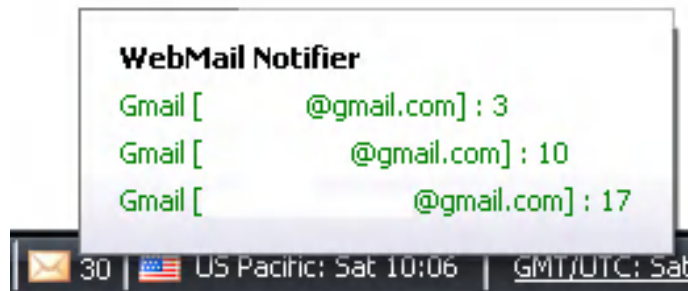 WebMail Notifier
Gmail [ @gmail.com] : 3
Gmail [ @gmail.com] : 10
Gmail [ @gmail.com] : 17
30 US Pacific: Sat 10:06 GMT/UTC: Sat